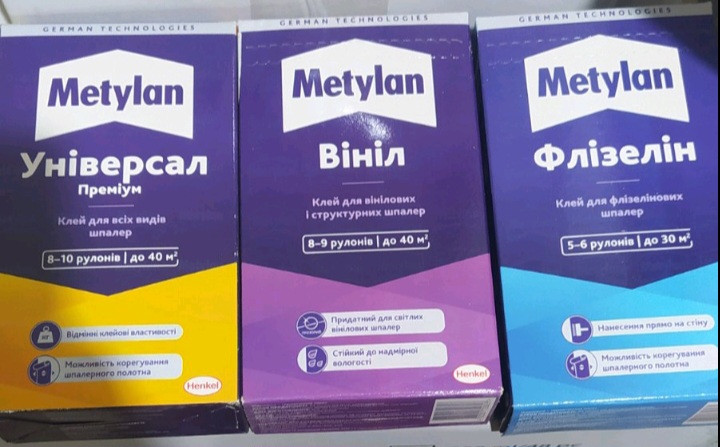 GERMAN TECHNOLOGIES
Metylan
Універсал
Преміум
Клей для всіх видів
шпалер
8–10 рулонів | до 40 м²
Відмінні клейові властивості
Можливість корегування
шпалерного полотна
Henkel
GERMAN TECHNOLOGIES
Metylan
Вініл
Клей для вінілових
і структурних шпалер
8–9 рулонів | до 40 м²
Придатний для світлих
вінілових шпалер
Стійкий до надмірної
вологості
Henkel
GERMAN TECHNOLOGIES
Metylan
Флізелін
Клей для флізелінових
шпалер
5–6 рулонів | до 30 м²
Нанесення прямо на стіну
Можливість корегування
шпалерного полотна